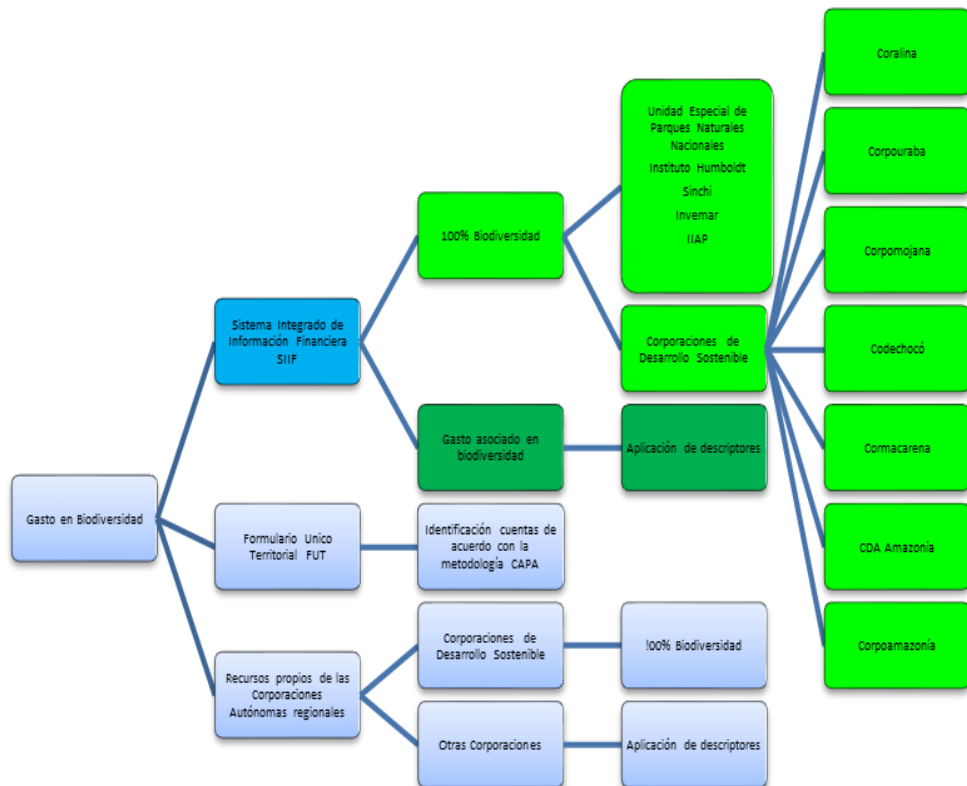 Gasto en Biodiversidad
Sistema Integrado de
Información Financiera
SIIF
100% Biodiversidad
Unidad Especial de
Parques Naturales
Nacionales
Instituto Humboldt
Sinchi
Invemar
IIAP
Corporaciones de
Desarrollo Sostenible
Coralina
Corpouraba
Corpomojana
Codechocó
Cormacarena
CDA Amazonía
Corpoamazonía
Gasto asociado en
biodiversidad
Aplicación de descriptores
Formulario Unico
Territorial FUT
Identificación cuentas de
acuerdo con la
metodología CAPA
Recursos propios de las
Corporaciones
Autónomas regionales
Corporaciones de
Desarrollo Sostenible
!00% Biodiversidad
Otras Corporaciones
Aplicación de descriptores